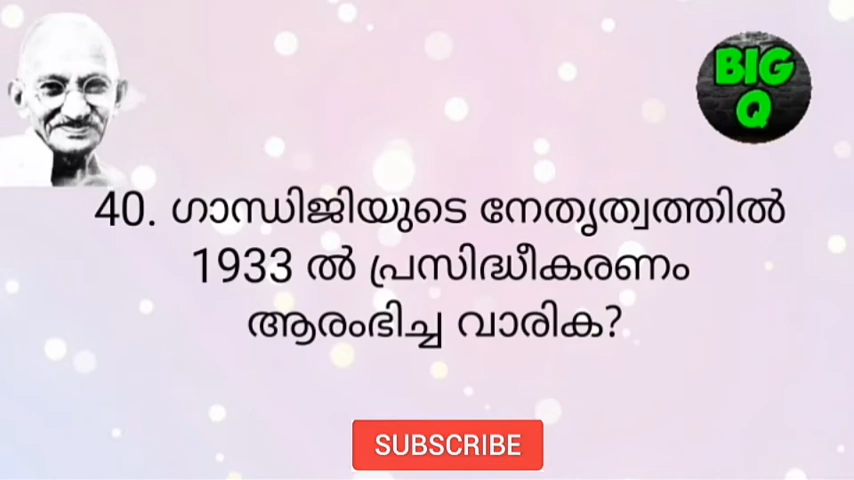 BIG
Q
40. ഗാന്ധിജിയുടെ നേതൃത്വത്തിൽ
1933 ൽ പ്രസിദ്ധീകരണം
ആരംഭിച്ച വാരിക?
SUBSCRIBE